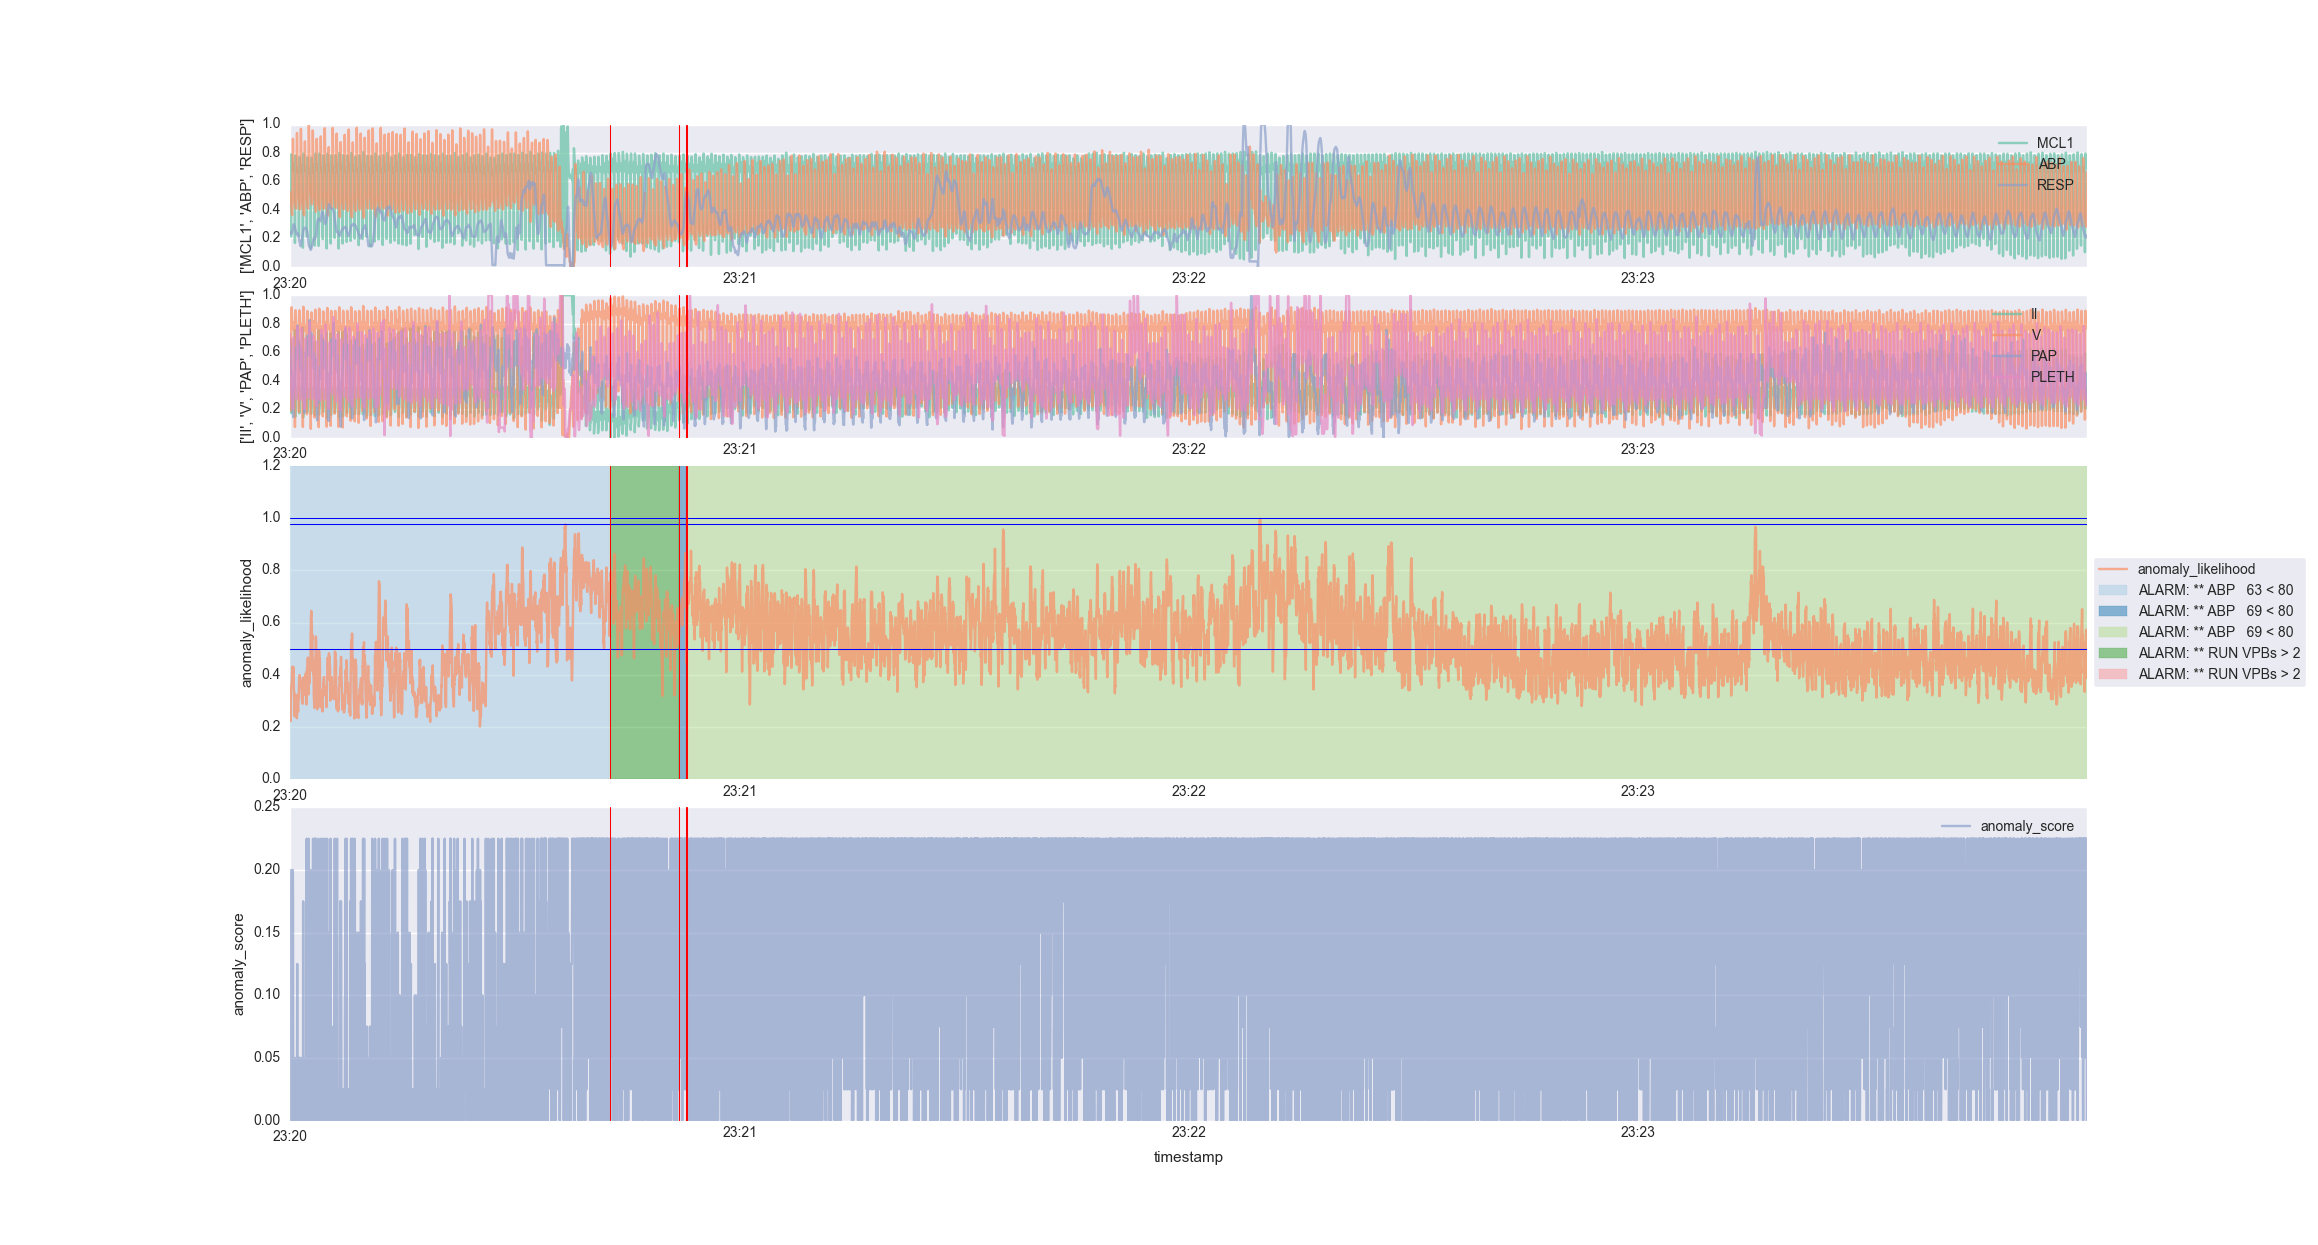 ['MCL1', 'ABP', 'RESP']
1.0
0.8
0.6
0.4
0.2
0.0
MCL1
ABP
RESP
23:20
23:21
23:22
23:23
['II', 'V', 'PAP', 'PLETH']
1.0
0.8
0.6
0.4
0.2
0.0
II
V
PAP
PLETH
23:20
23:21
23:22
23:23
anomaly_likelihood
1.2
1.0
0.8
0.6
0.4
0.2
0.0
23:20
23:21
23:22
23:23
anomaly_likelihood
ALARM: ** ABP 63 < 80
ALARM: ** ABP 69 < 80
ALARM: ** ABP 69 < 80
ALARM: ** RUN VPBs > 2
ALARM: ** RUN VPBs > 2
anomaly_score
0.25
0.20
0.15
0.10
0.05
0.00
anomaly_score
23:20
23:21
23:22
23:23
timestamp